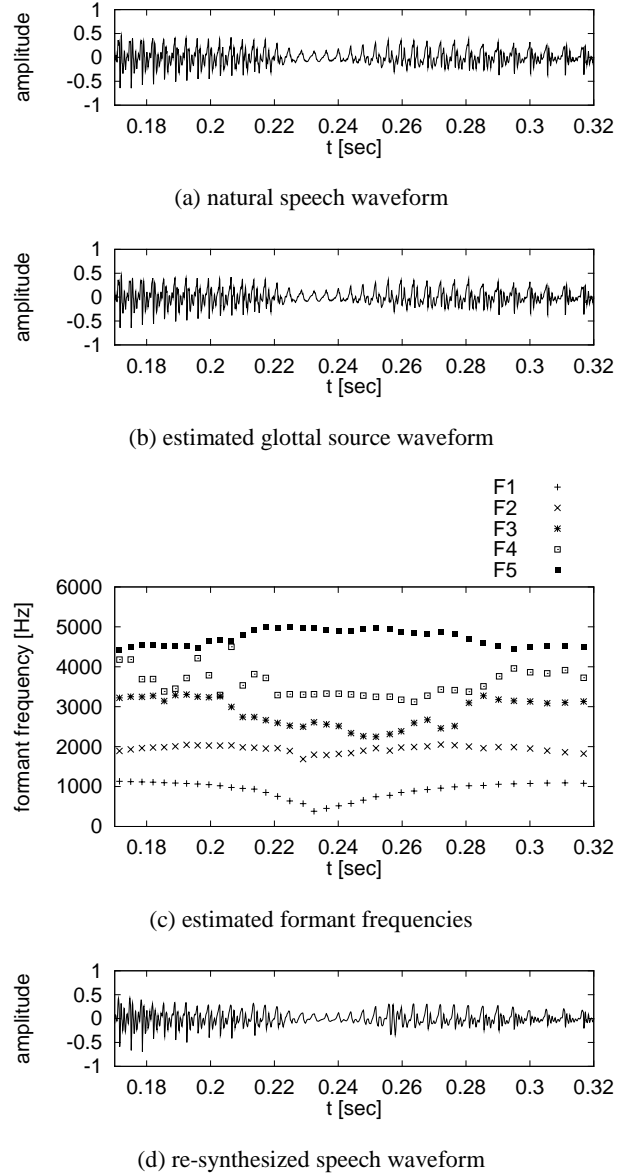 1
0.5
0
-0.5
-1
amplitude
0.18 0.2 0.22 0.24 0.26 0.28 0.3 0.32
t [sec]
(a) natural speech waveform
1
0.5
0
-0.5
-1
amplitude
0.18 0.2 0.22 0.24 0.26 0.28 0.3 0.32
t [sec]
(b) estimated glottal source waveform
F1
F2
F3
F4
F5
6000
5000
4000
3000
2000
1000
0
formant frequency [Hz]
0.18 0.2 0.22 0.24 0.26 0.28 0.3 0.32
t [sec]
(c) estimated formant frequencies
1
0.5
0
-0.5
-1
amplitude
0.18 0.2 0.22 0.24 0.26 0.28 0.3 0.32
t [sec]
(d) re-synthesized speech waveform